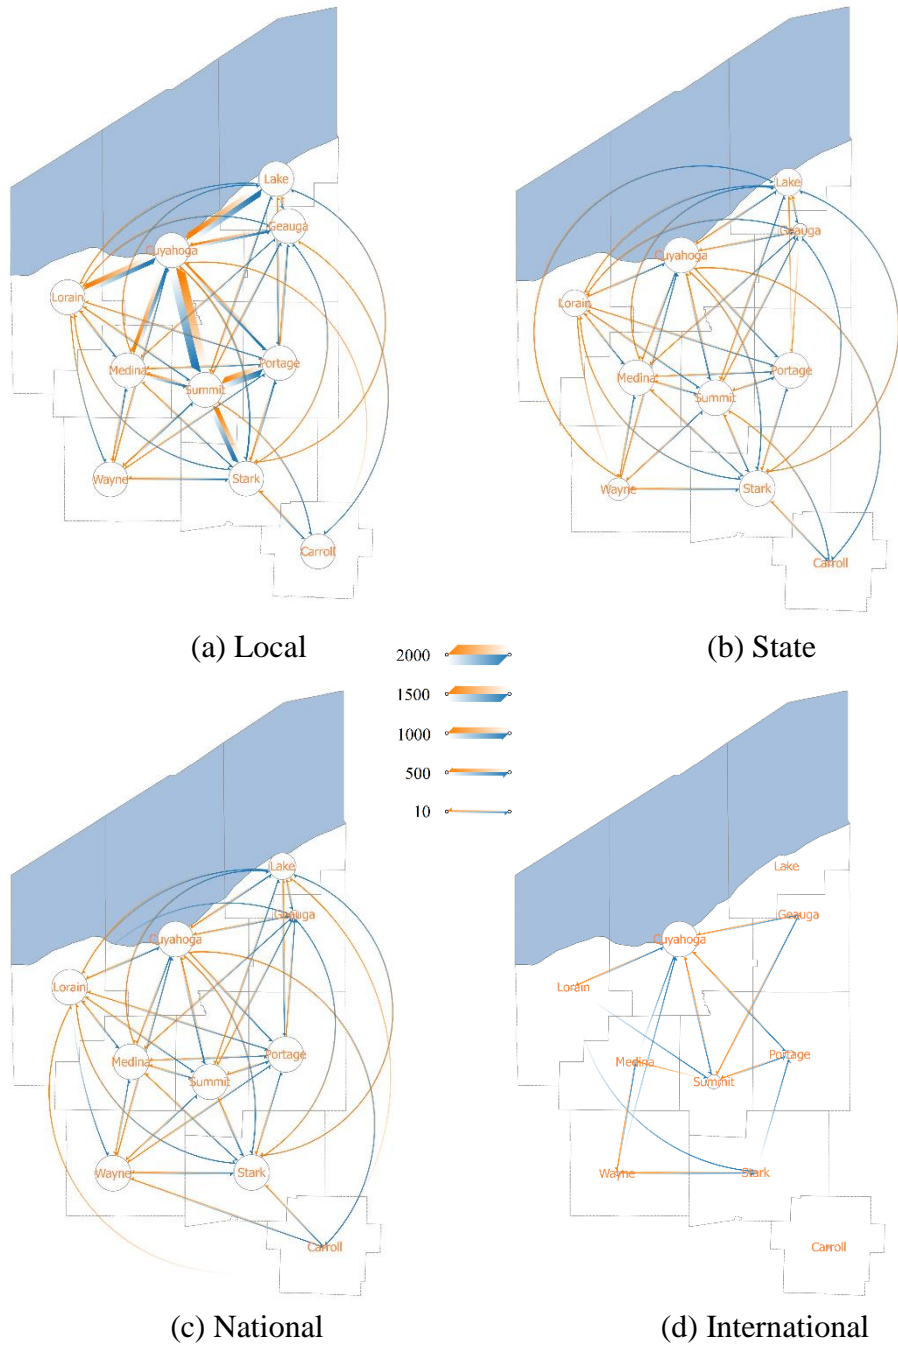 Lake
Geauga
Cuyahoga
Lorain
Medina
Portage
Summit
Wayne
Stark
Carroll
(a) Local
Lake
Geauga
Cuyahoga
Lorain
Medina
Portage
Summit
Wayne
Stark
Carroll
(b) State
2000
1500
1000
500
10
Lake
Geauga
Cuyahoga
Lorain
Medina
Portage
Summit
Wayne
Stark
Carroll
(c) National
Lake
Geauga
Cuyahoga
Lorain
Medina
Portage
Summit
Wayne
Stark
Carroll
(d) International